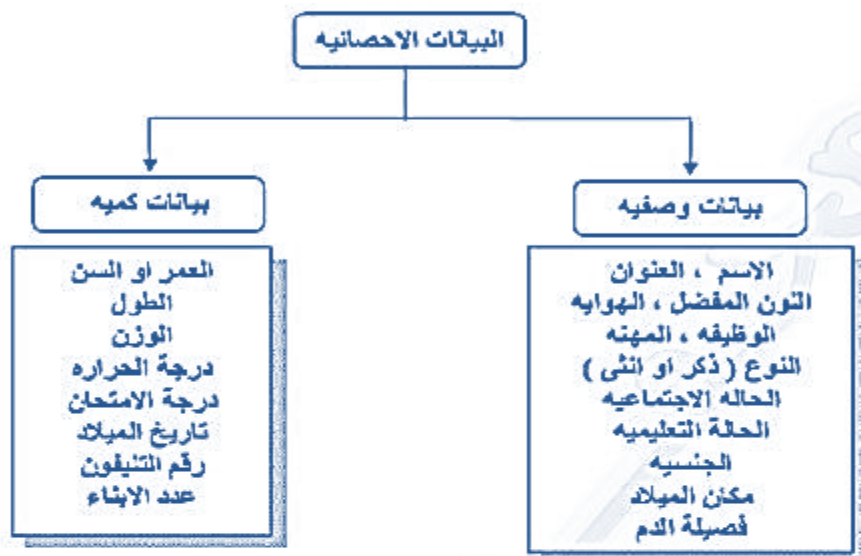 البيانات الاحصائيه
بيانات وصفيه
الاسم ، العنوان
اللون المفضل ، الهوايه
الوظيفه ، المهنه
النوع ( ذكر او انثى )
الحاله الاجتماعيه
الحالة التعليميه
الجنسيه
مكان الميلاد
فصيلة الدم
بيانات كميه
العمر او السن
الطول
الوزن
درجة الحراره
درجة الامتحان
تاريخ الميلاد
رقم التليفون
عدد الابناء